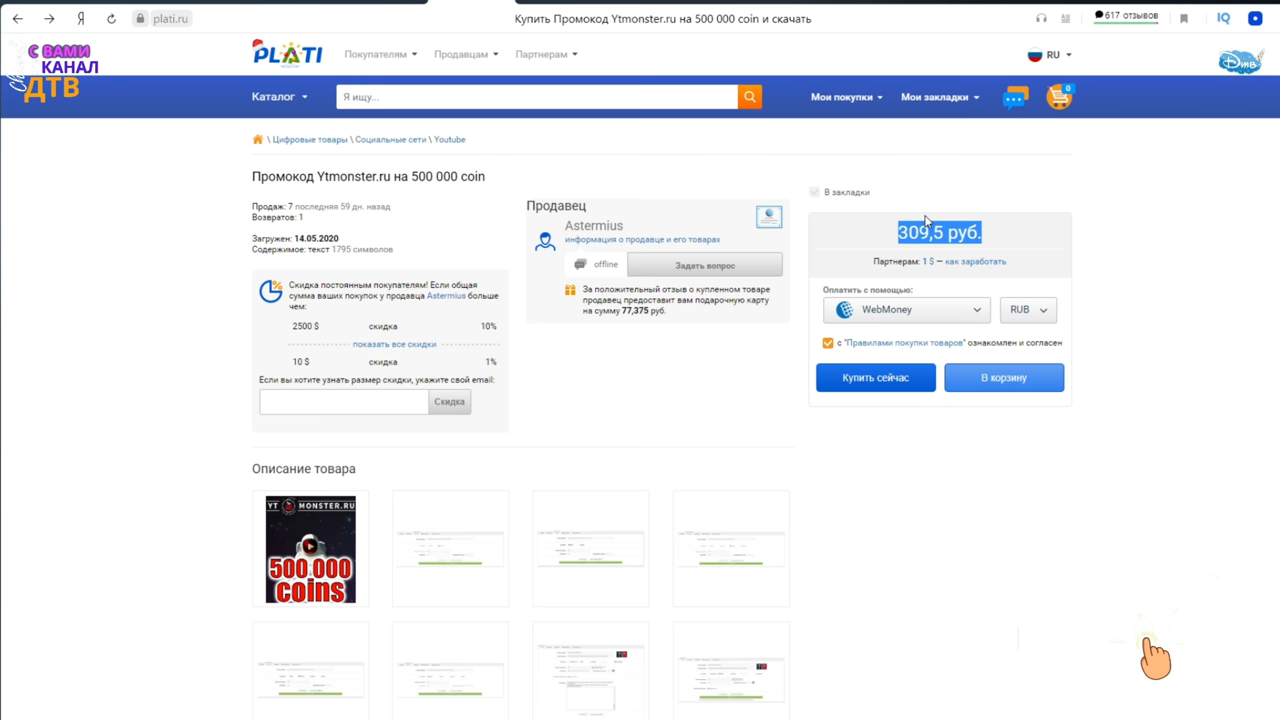 plati.ru
Купить Промокод Ytmonster.ru на 500 000 coin и скачать
617 отзывов
С ВАМИ
КАНАЛ
ДТВ
PLATI
Покупателям
Продавцам
Партнерам
RU
ДТВ
Каталог
Я ищу...
Мои покупки
Мои закладки
0
\ Цифровые товары \ Социальные сети \ Youtube
Промокод Ytmonster.ru на 500 000 coin
В закладки
Продаж: 7 последняя 59 дн. назад
Возвратов: 1
Загружен: 14.05.2020
Содержимое: текст 1795 символов
Продавец
Astermius
информация о продавце и его товарах
offline
Задать вопрос
За положительный отзыв о купленном товаре
продавец предоставит вам подарочную карту
на сумму 77,375 руб.
309,5 руб.
Партнерам: 1 $ — как заработать
Оплатить с помощью:
WebMoney
RUB
с "Правилами покупки товаров" ознакомлен и согласен
Купить сейчас
В корзину
Скидка постоянным покупателям! Если общая
сумма ваших покупок у продавца Astermius больше
чем:
2500 $ скидка 10%
показать все скидки
10 $ скидка 1%
Если вы хотите узнать размер скидки, укажите свой email:
Скидка
Описание товара
YT MONSTER.RU
500 000
coins